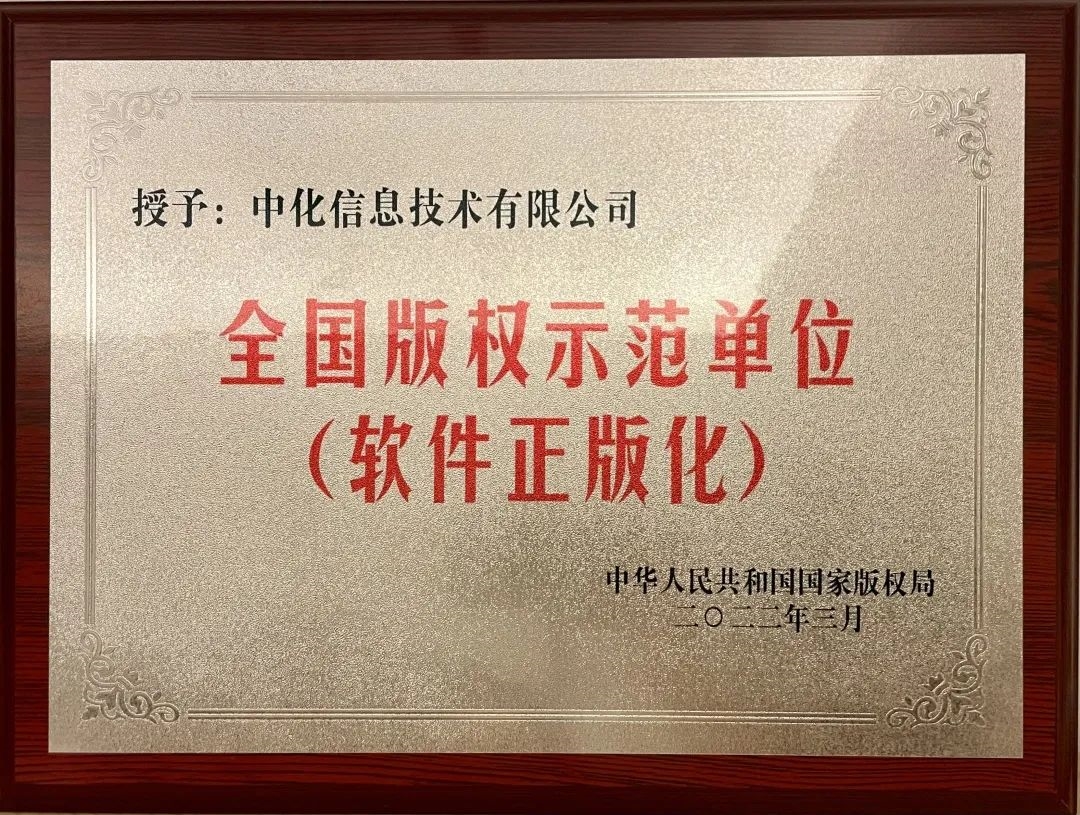 授予：中化信息技术有限公司
全国版权示范单位
（软件正版化）
中华人民共和国国家版权局
二〇二二年三月